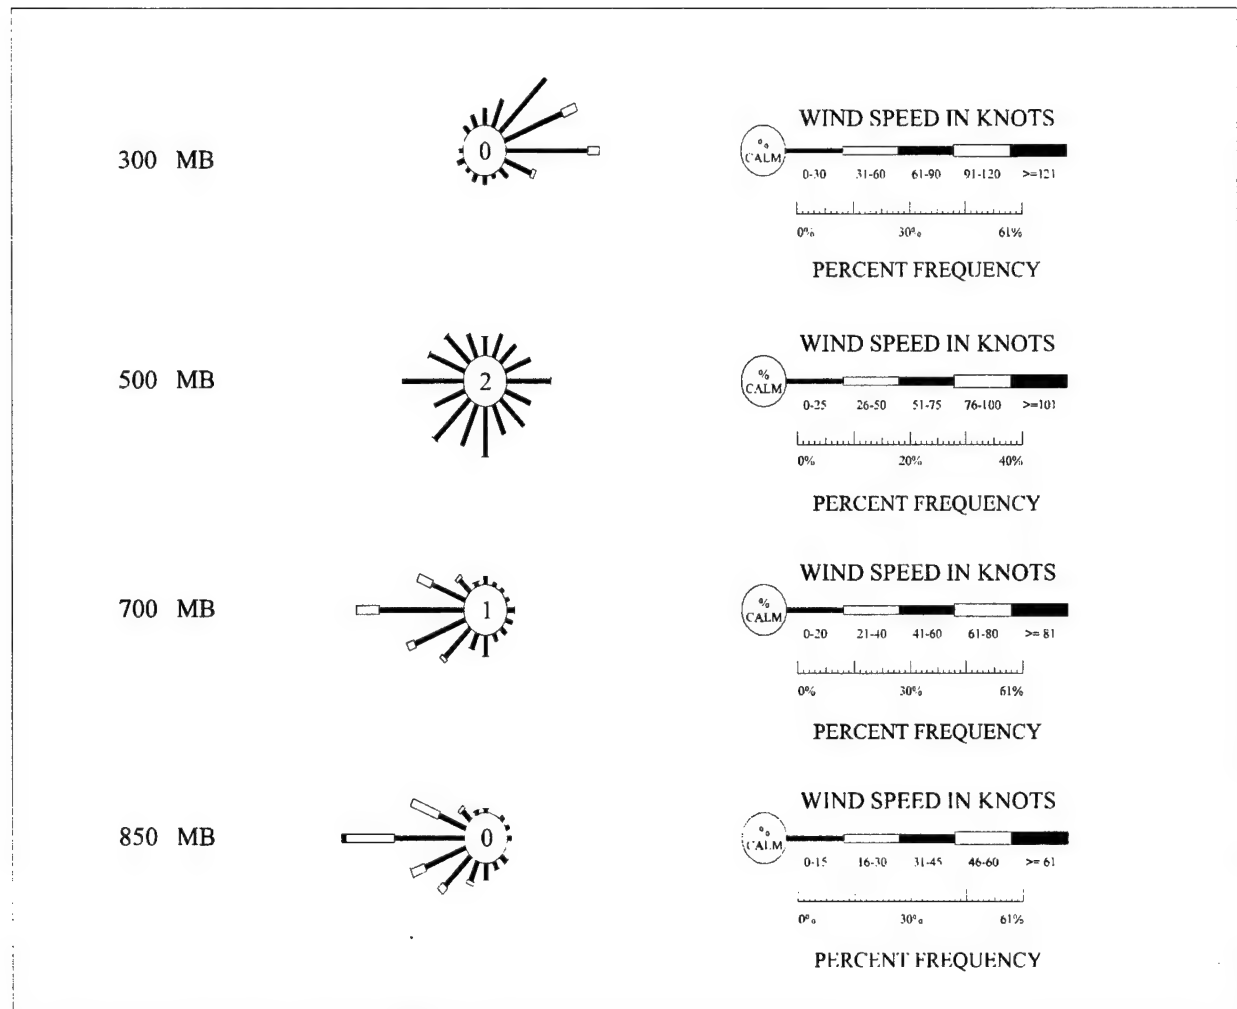 300 MB
0
WIND SPEED IN KNOTS
% CALM
0-30 31-60 61-90 91-120 >=121
0% 30% 61%
PERCENT FREQUENCY
500 MB
2
WIND SPEED IN KNOTS
% CALM
0-25 26-50 51-75 76-100 >=101
0% 20% 40%
PERCENT FREQUENCY
700 MB
1
WIND SPEED IN KNOTS
% CALM
0-20 21-40 41-60 61-80 >= 81
0% 30% 61%
PERCENT FREQUENCY
850 MB
0
WIND SPEED IN KNOTS
% CALM
0-15 16-30 31-45 46-60 >= 61
0% 30% 61%
PERCENT FREQUENCY